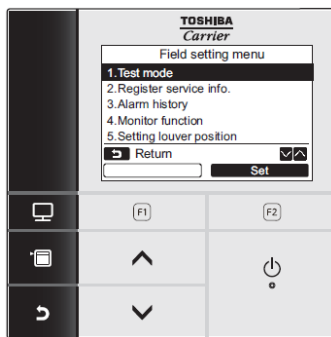 TOSHIBA
Carrier
Field setting menu
1.Test mode
2.Register service info.
3.Alarm history
4.Monitor function
5.Setting louver position
Return
Set
F1
F2